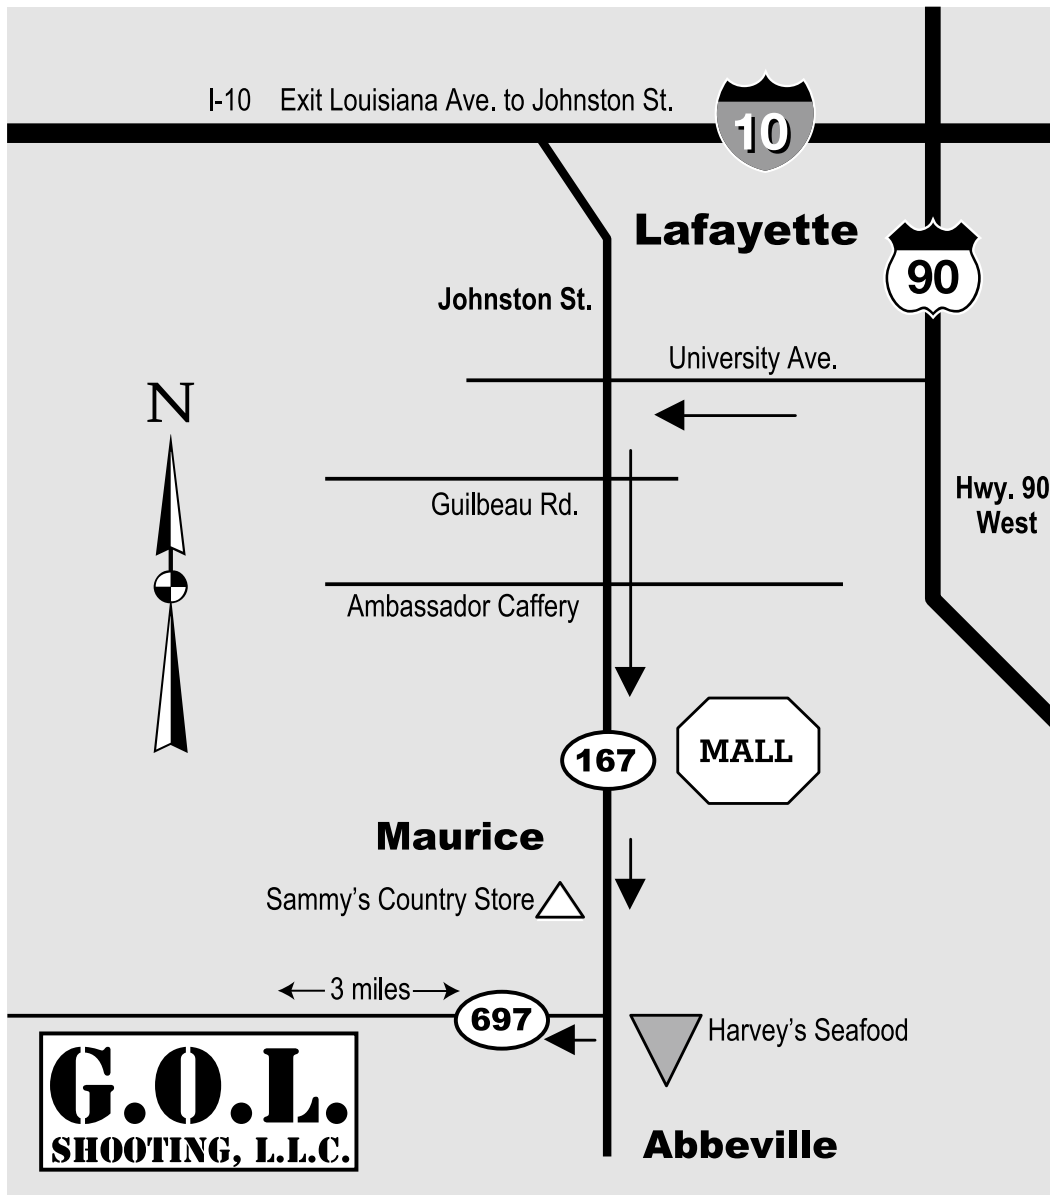 I-10 Exit Louisiana Ave. to Johnston St.
10
Lafayette
90
Johnston St.
University Ave.
N
Guilbeau Rd.
Hwy. 90
West
Ambassador Caffery
167
MALL
Maurice
Sammy's Country Store
3 miles
697
Harvey's Seafood
G.O.L.
SHOOTING, L.L.C.
Abbeville